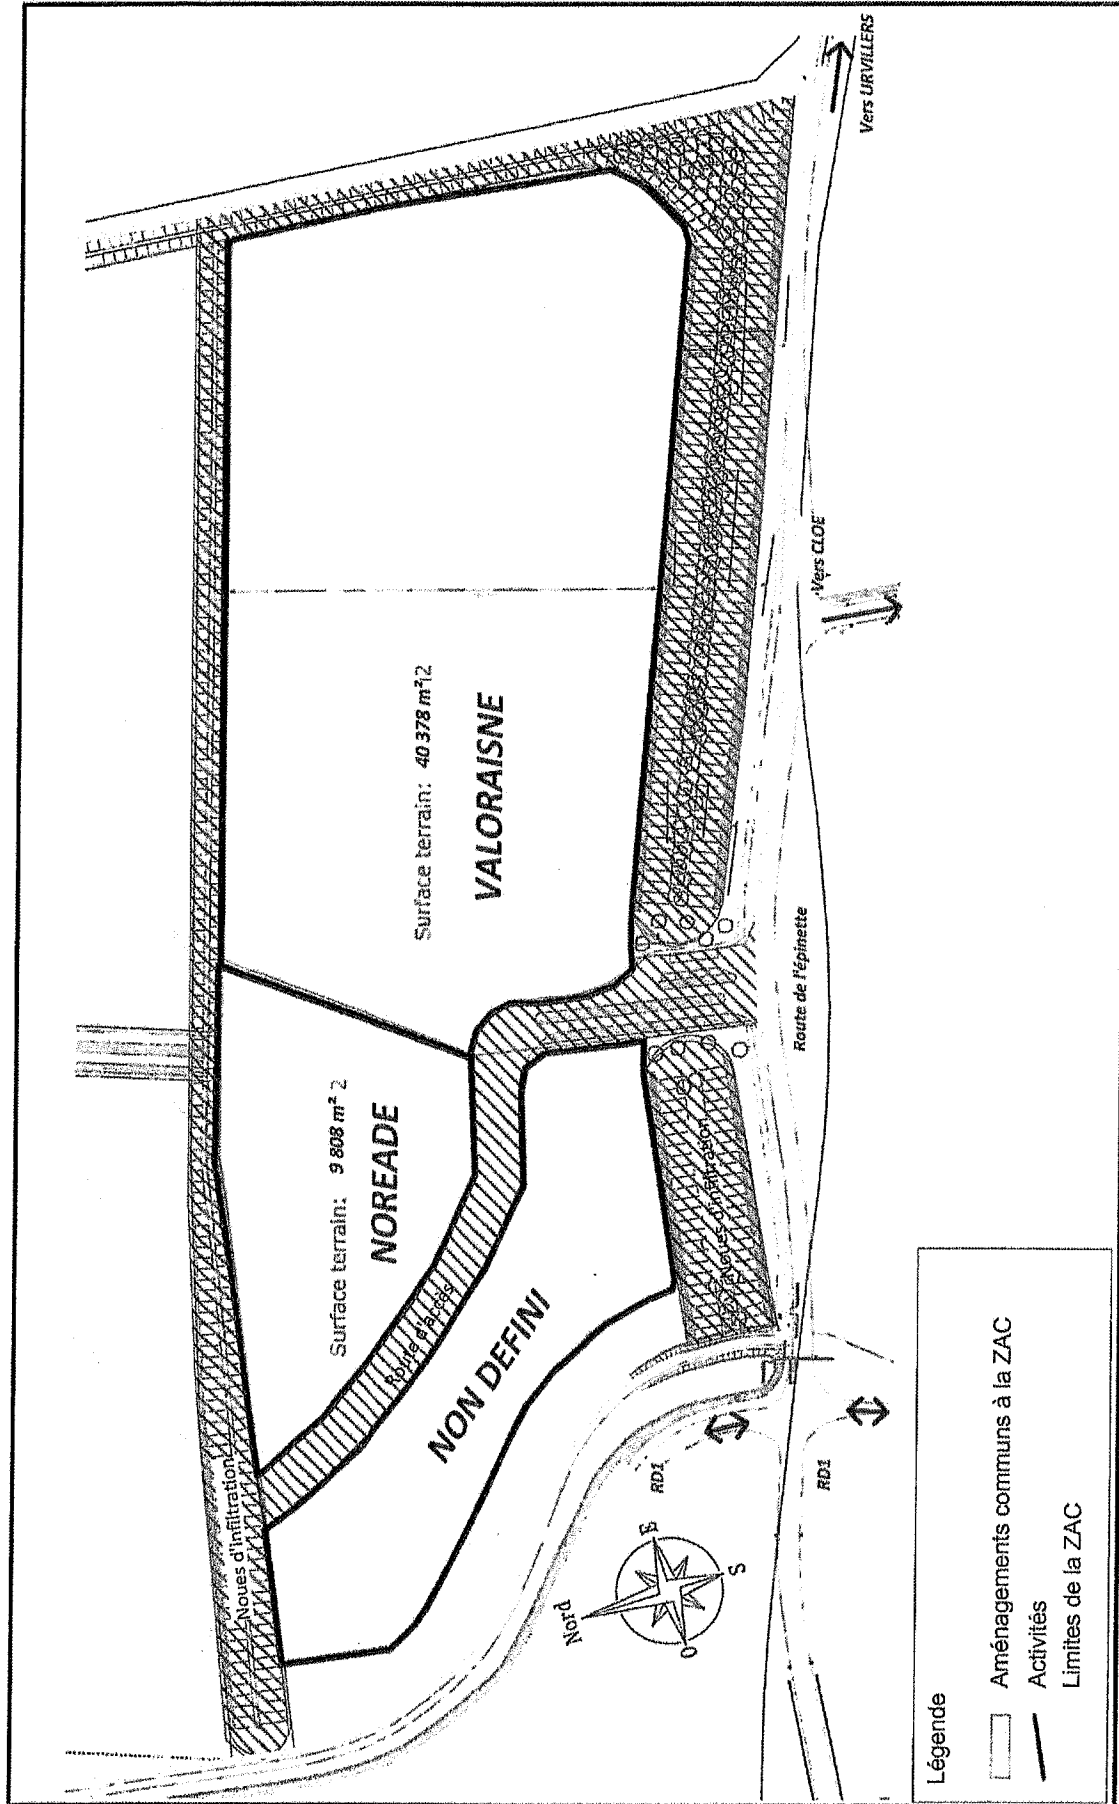 Vers URVILLERS
Vers CLOE
Surface terrain: 40 378 m² 2
VALORAISNE
Route de l'épinette
Surface terrain: 9 808 m² 2
NOREADE
Route d'accès
NON DEFINI
Noues d'infiltration
Noues d'infiltration
RD1
RD1
Nord
E
S
O
Légende
Aménagements communs à la ZAC
Activités
Limites de la ZAC